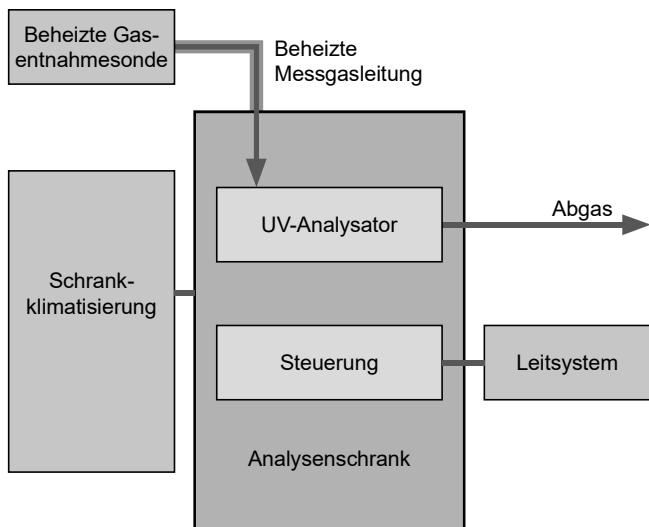 Beheizte Gas-
entnahmesonde
Beheizte
Messgasleitung
UV-Analysator
Abgas
Schrank-
klimatisierung
Steuerung
Leitsystem
Analysenschrank